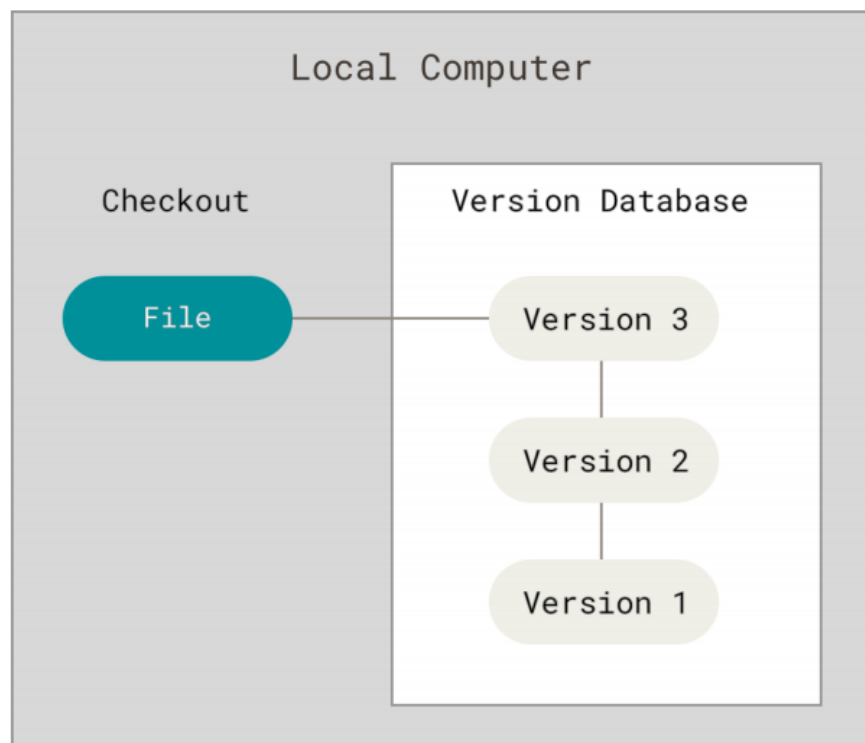 Local Computer
Checkout
Version Database
File
Version 3
Version 2
Version 1